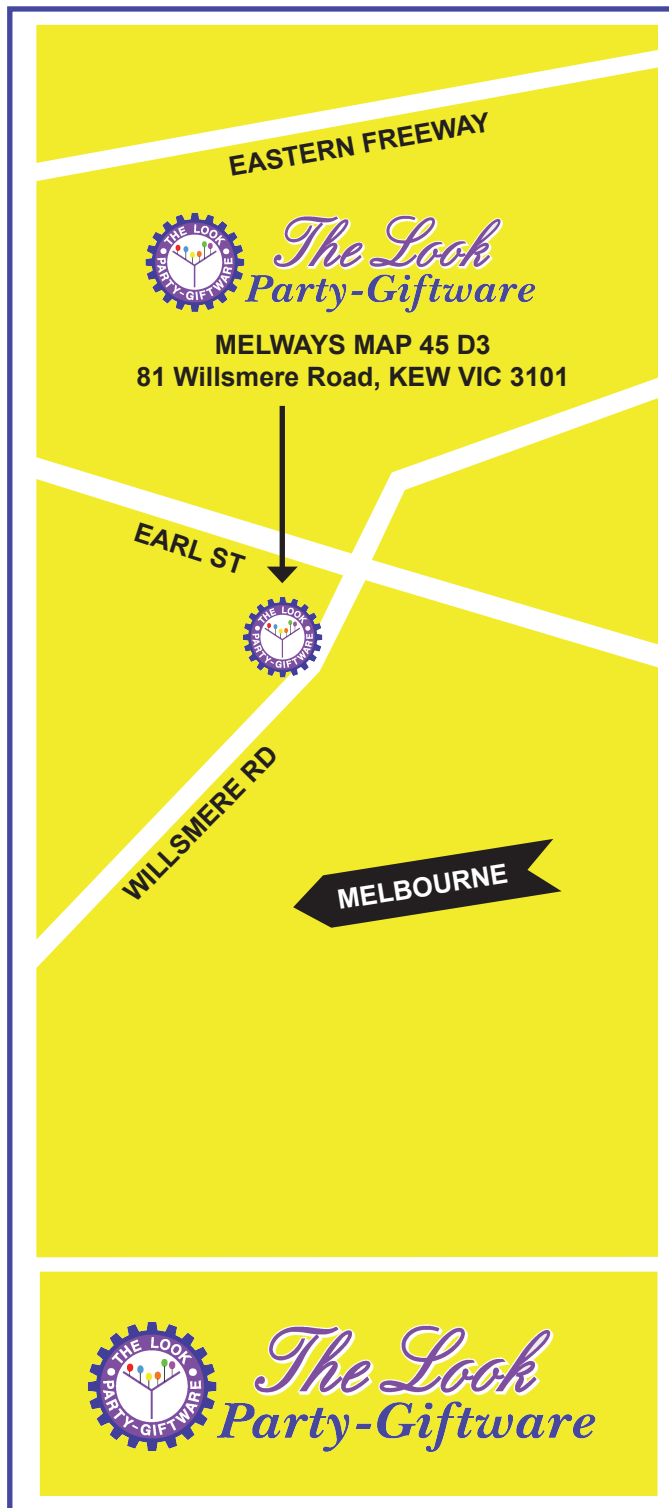 EASTERN FREEWAY
THE LOOK
PARTY-GIFTWARE
The Look
Party-Giftware
MELWAYS MAP 45 D3
81 Willsmere Road, KEW VIC 3101
EARL ST
THE LOOK
PARTY-GIFTWARE
WILLSMERE RD
MELBOURNE
THE LOOK
PARTY-GIFTWARE
The Look
Party-Giftware